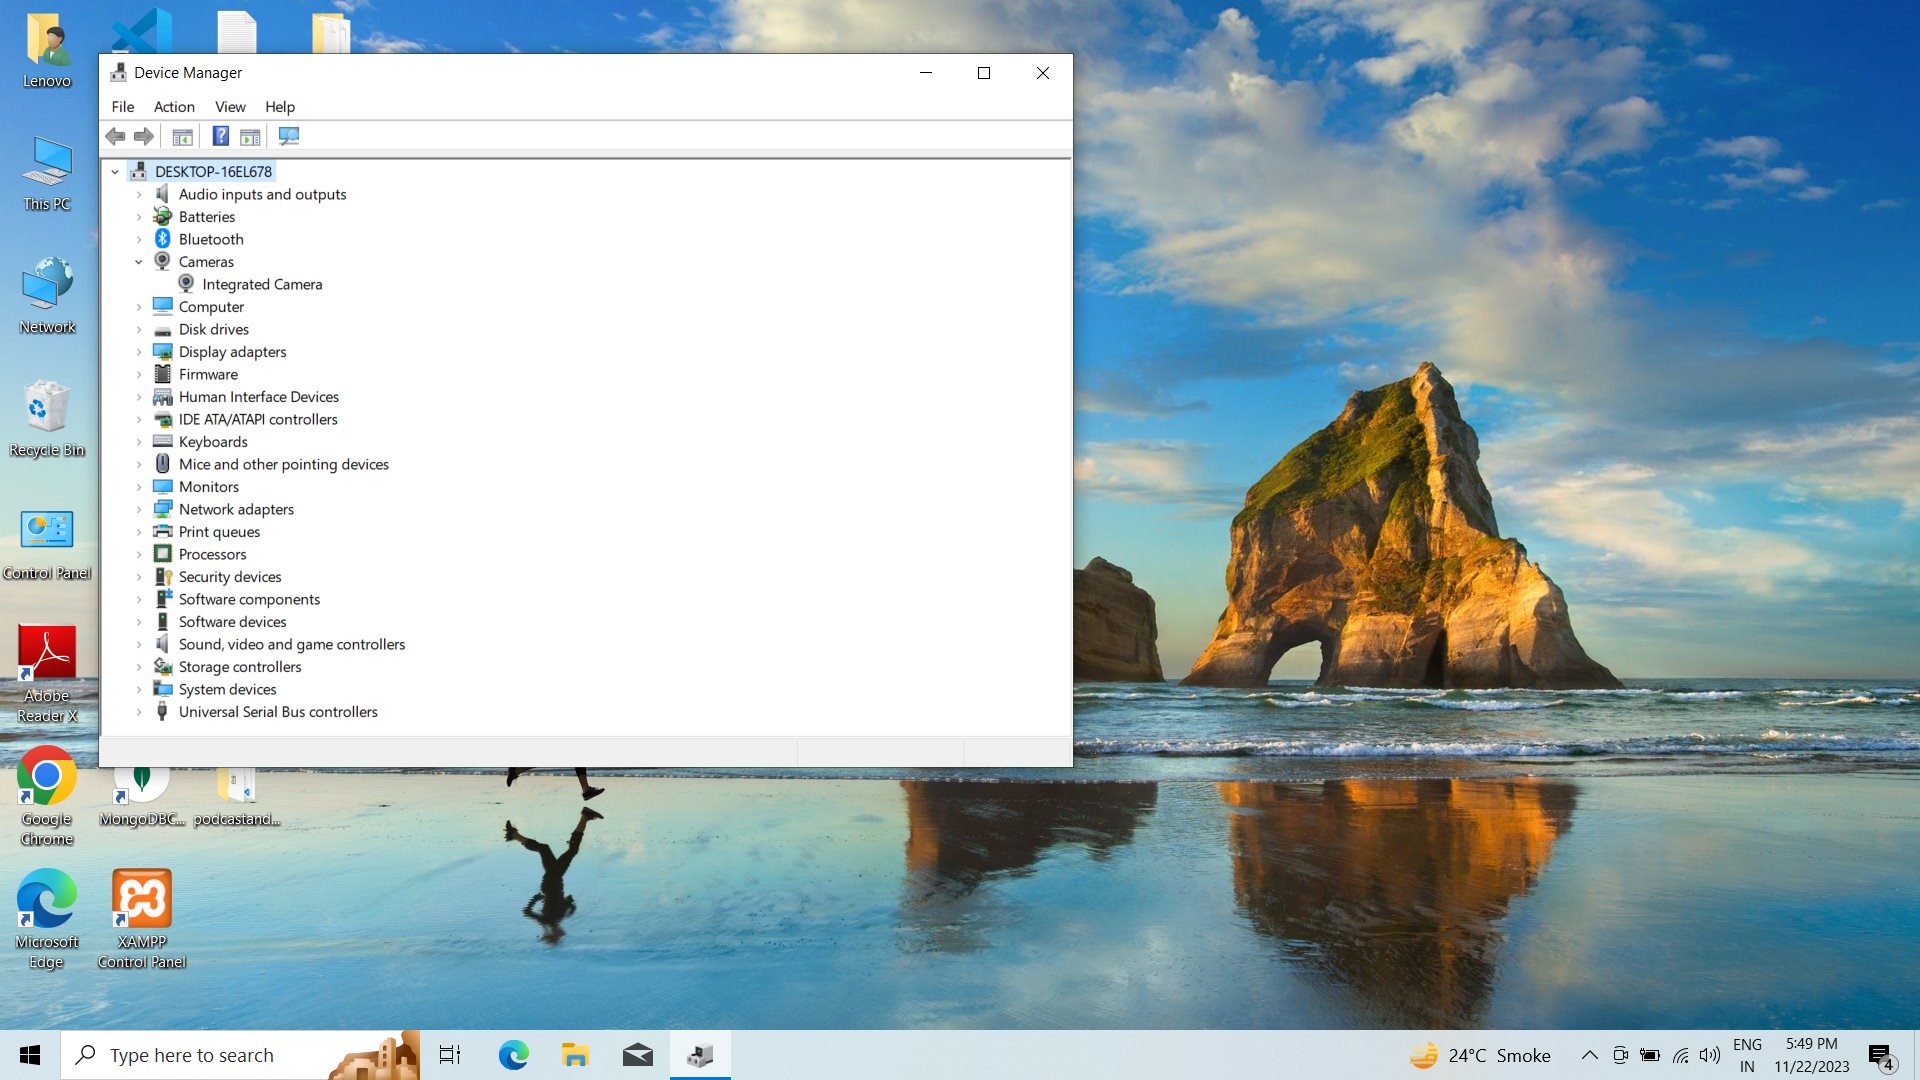 Lenovo
This PC
Network
Recycle Bin
Control Panel
Adobe
Reader X
Google
Chrome
MongoDBC...
podcastand...
Microsoft
Edge
XAMPP
Control Panel
Device Manager
File Action View Help
DESKTOP-16EL678
Audio inputs and outputs
Batteries
Bluetooth
Cameras
Integrated Camera
Computer
Disk drives
Display adapters
Firmware
Human Interface Devices
IDE ATA/ATAPI controllers
Keyboards
Mice and other pointing devices
Monitors
Network adapters
Print queues
Processors
Security devices
Software components
Software devices
Sound, video and game controllers
Storage controllers
System devices
Universal Serial Bus controllers
Type here to search
24°C Smoke
ENG
IN
5:49 PM
11/22/2023
4